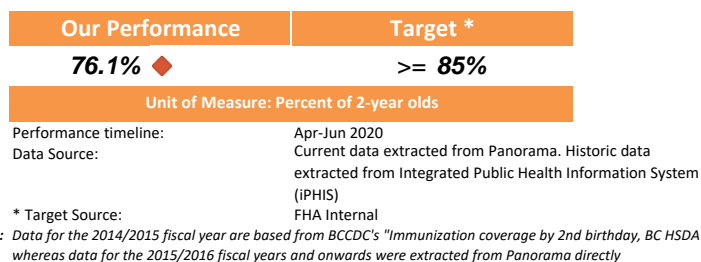 Our Performance Target *
76.1% >= 85%
Unit of Measure: Percent of 2-year olds
Performance timeline: Apr-Jun 2020
Data Source: Current data extracted from Panorama. Historic data
extracted from Integrated Public Health Information System
(iPHIS)
* Target Source: FHA Internal
: Data for the 2014/2015 fiscal year are based from BCCDC's "Immunization coverage by 2nd birthday, BC HSDA
whereas data for the 2015/2016 fiscal years and onwards were extracted from Panorama directly